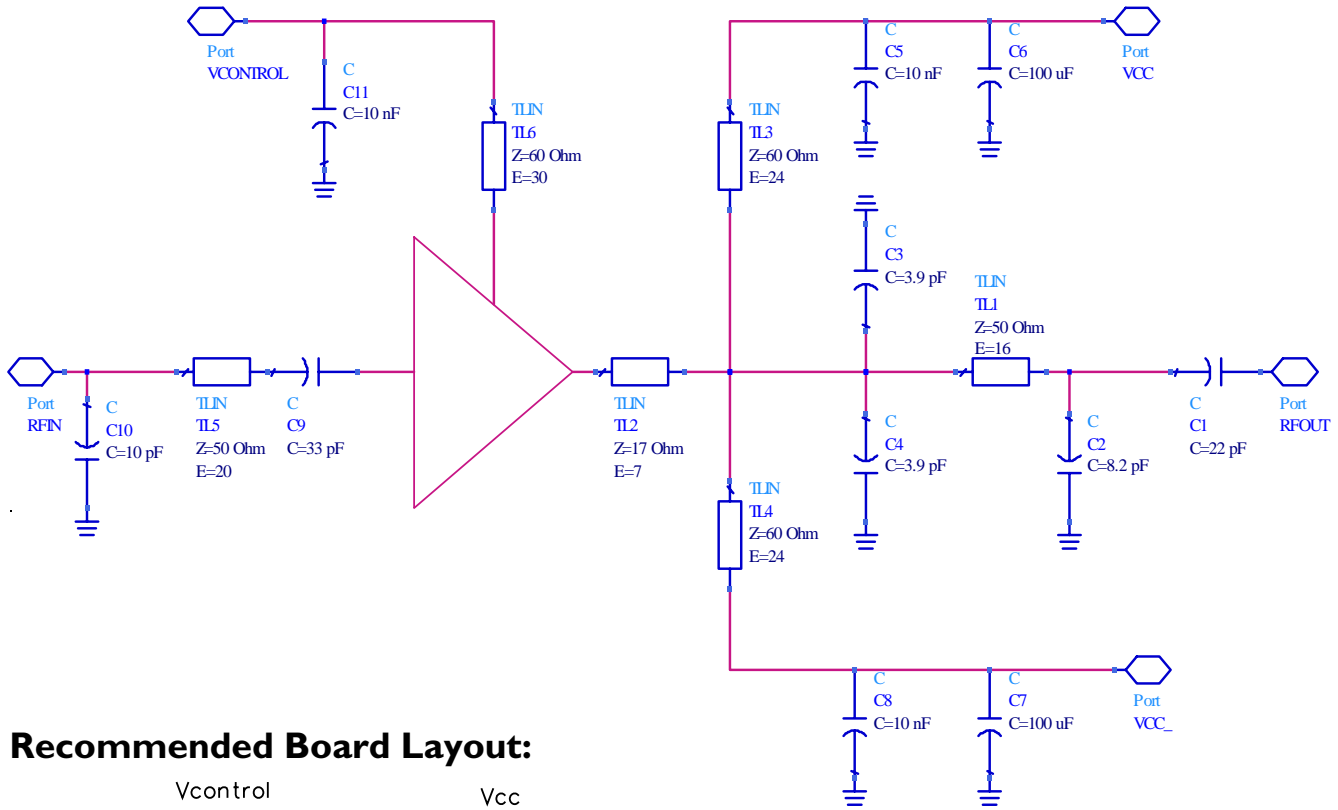 Port
VCONTROL
C
C11
C=10 nF
TLIN
TL6
Z=60 Ohm
E=30
TLIN
TL3
Z=60 Ohm
E=24
C
C5
C=10 nF
C
C6
C=100 uF
Port
VCC
C
C3
C=3.9 pF
TLIN
TL1
Z=50 Ohm
E=16
Port
RFIN
C
C10
C=10 pF
TLIN
TL5
Z=50 Ohm
E=20
C
C9
C=33 pF
TLIN
TL2
Z=17 Ohm
E=7
C
C4
C=3.9 pF
C
C2
C=8.2 pF
C
C1
C=22 pF
Port
RFOUT
TLIN
TL4
Z=60 Ohm
E=24
C
C8
C=10 nF
C
C7
C=100 uF
Port
VCC_
Recommended Board Layout:
Vcontrol
Vcc